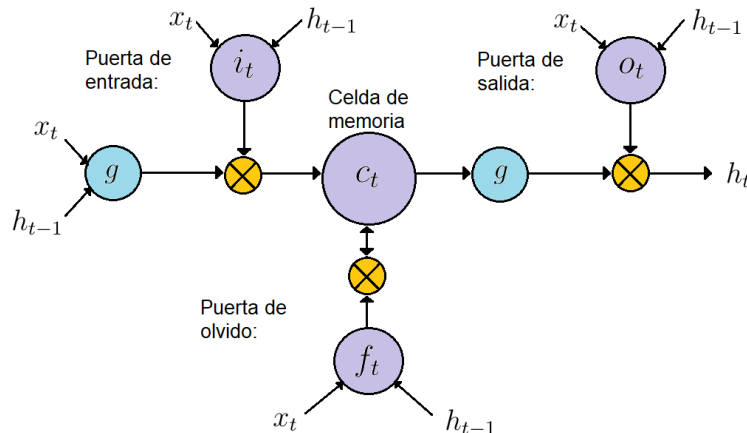 x_t
h_{t-1}
Puerta de
entrada:
i_t
Puerta de
salida:
x_t
h_{t-1}
o_t
Celda de
memoria
x_t
g
h_{t-1}
c_t
g
h_t
Puerta de
olvido:
f_t
x_t
h_{t-1}